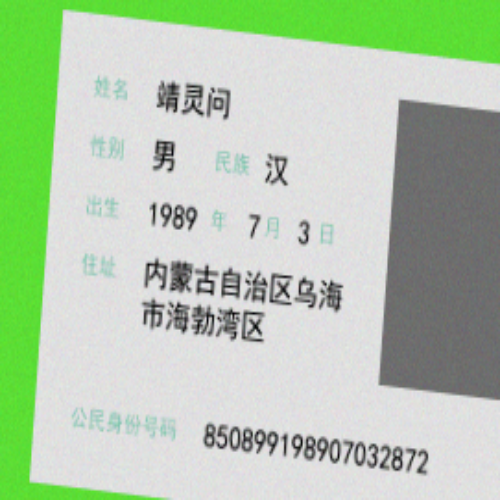 姓名 靖灵问
性别 男 民族 汉
出生 1989 年 7 月 3 日
住址 内蒙古自治区乌海
市海勃湾区
公民身份号码 850899198907032872